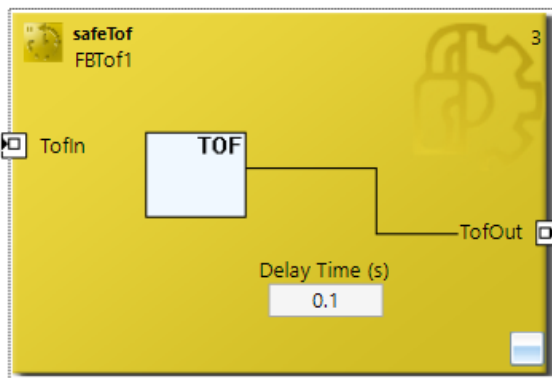 safeTof
3
FBTof1
TofIn
TOF
TofOut
Delay Time (s)
0.1